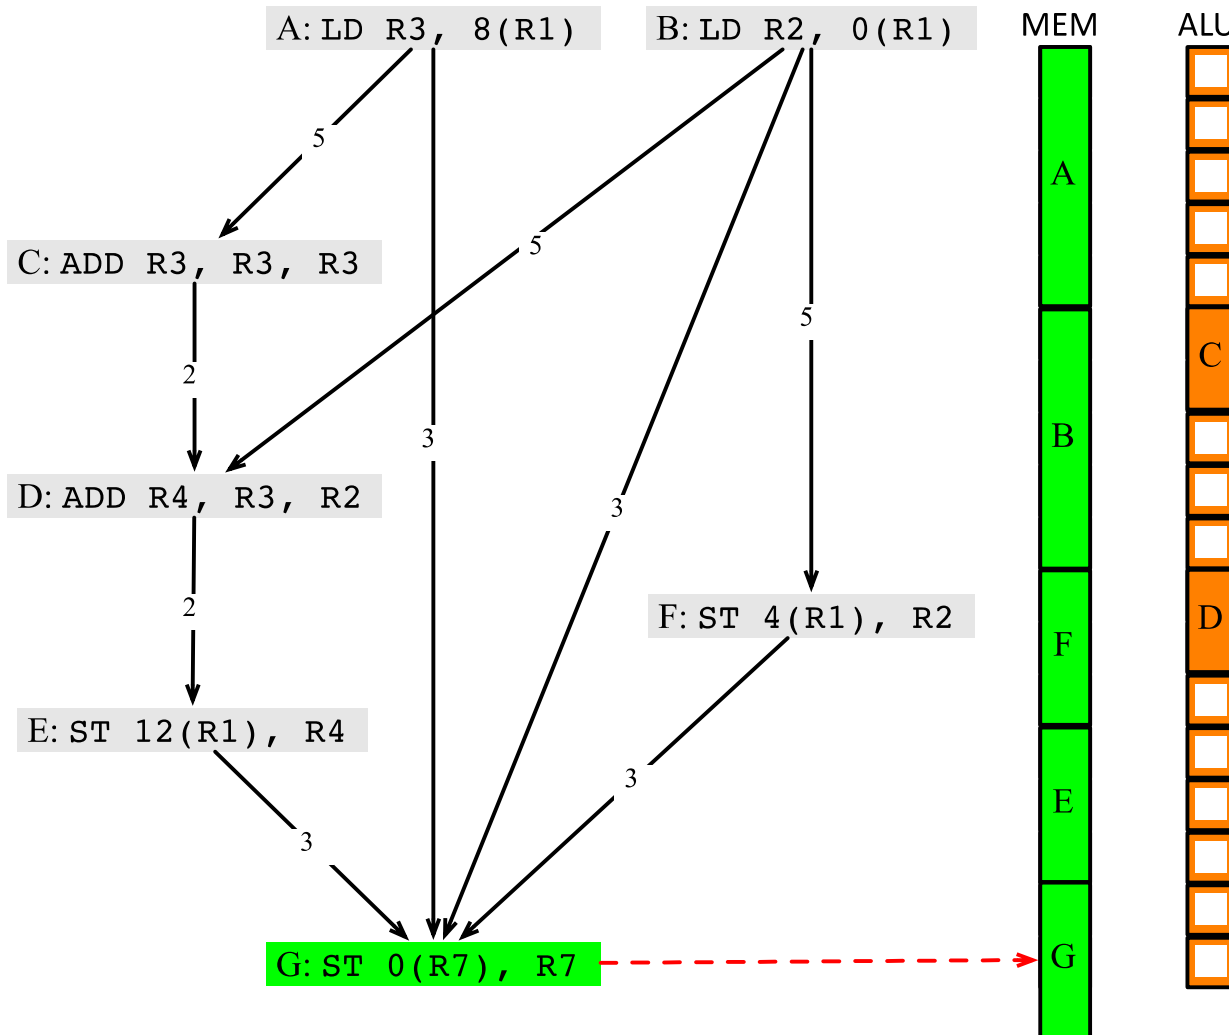 A: LD R3, 8(R1)
B: LD R2, 0(R1)
MEM
ALU
5
A
5
C: ADD R3, R3, R3
5
C
2
3
B
D: ADD R4, R3, R2
3
2
F: ST 4(R1), R2
F
D
E: ST 12(R1), R4
3
E
3
G: ST 0(R7), R7
G